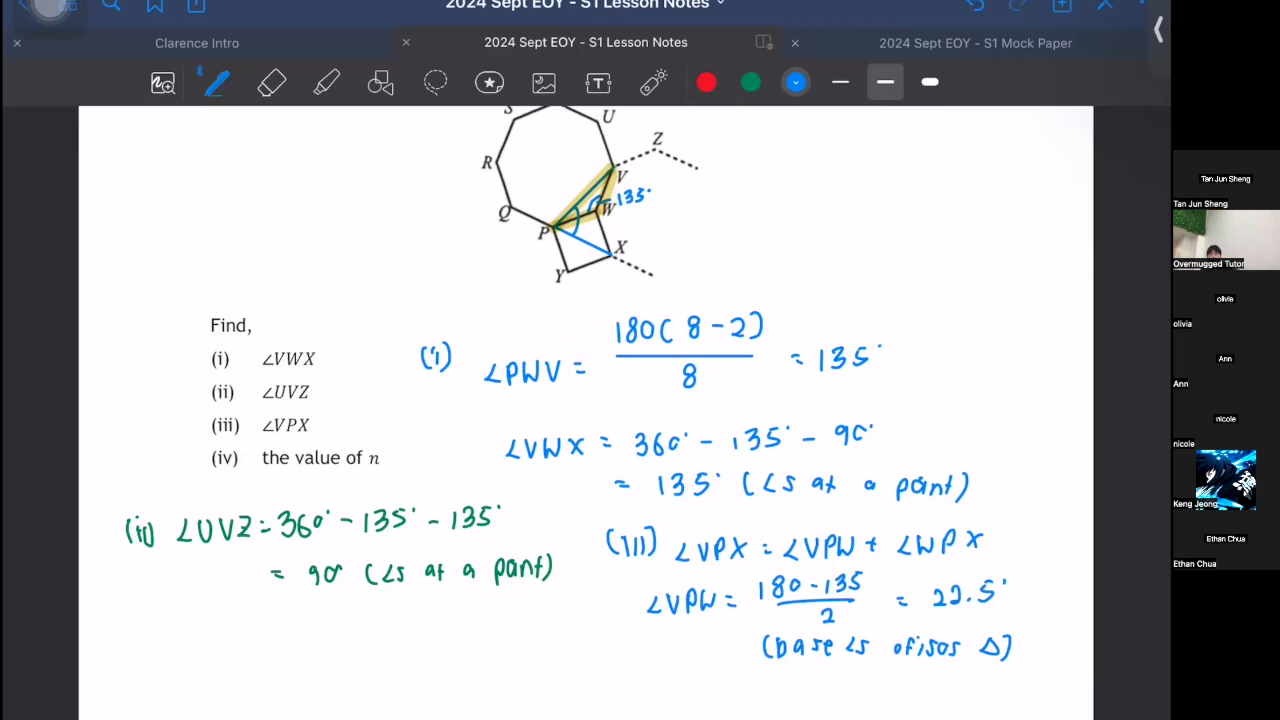 2024 Sept EOY - S1 Lesson Notes
Clarence Intro
2024 Sept EOY - S1 Lesson Notes
2024 Sept EOY - S1 Mock Paper
S
U
Z
R
V
135°
Q
W
P
X
Y
Find,
(i) ∠VWX
(ii) ∠UVZ
(iii) ∠VPX
(iv) the value of n
(i) ∠PWV = 180(8-2) / 8 = 135°
∠VWX = 360° - 135° - 90°
= 135° (∠s at a point)
(ii) ∠UVZ = 360° - 135° - 135°
= 90° (∠s at a point)
(iii) ∠VPX = ∠VPW + ∠WPX
∠VPW = 180-135 / 2 = 22.5°
(base ∠s of isos Δ)
Tan Jun Sheng
Tan Jun Sheng
Overmugged Tutor
olivia
olivia
Ann
Ann
nicole
nicole
Keng Jeong
Ethan Chua
Ethan Chua